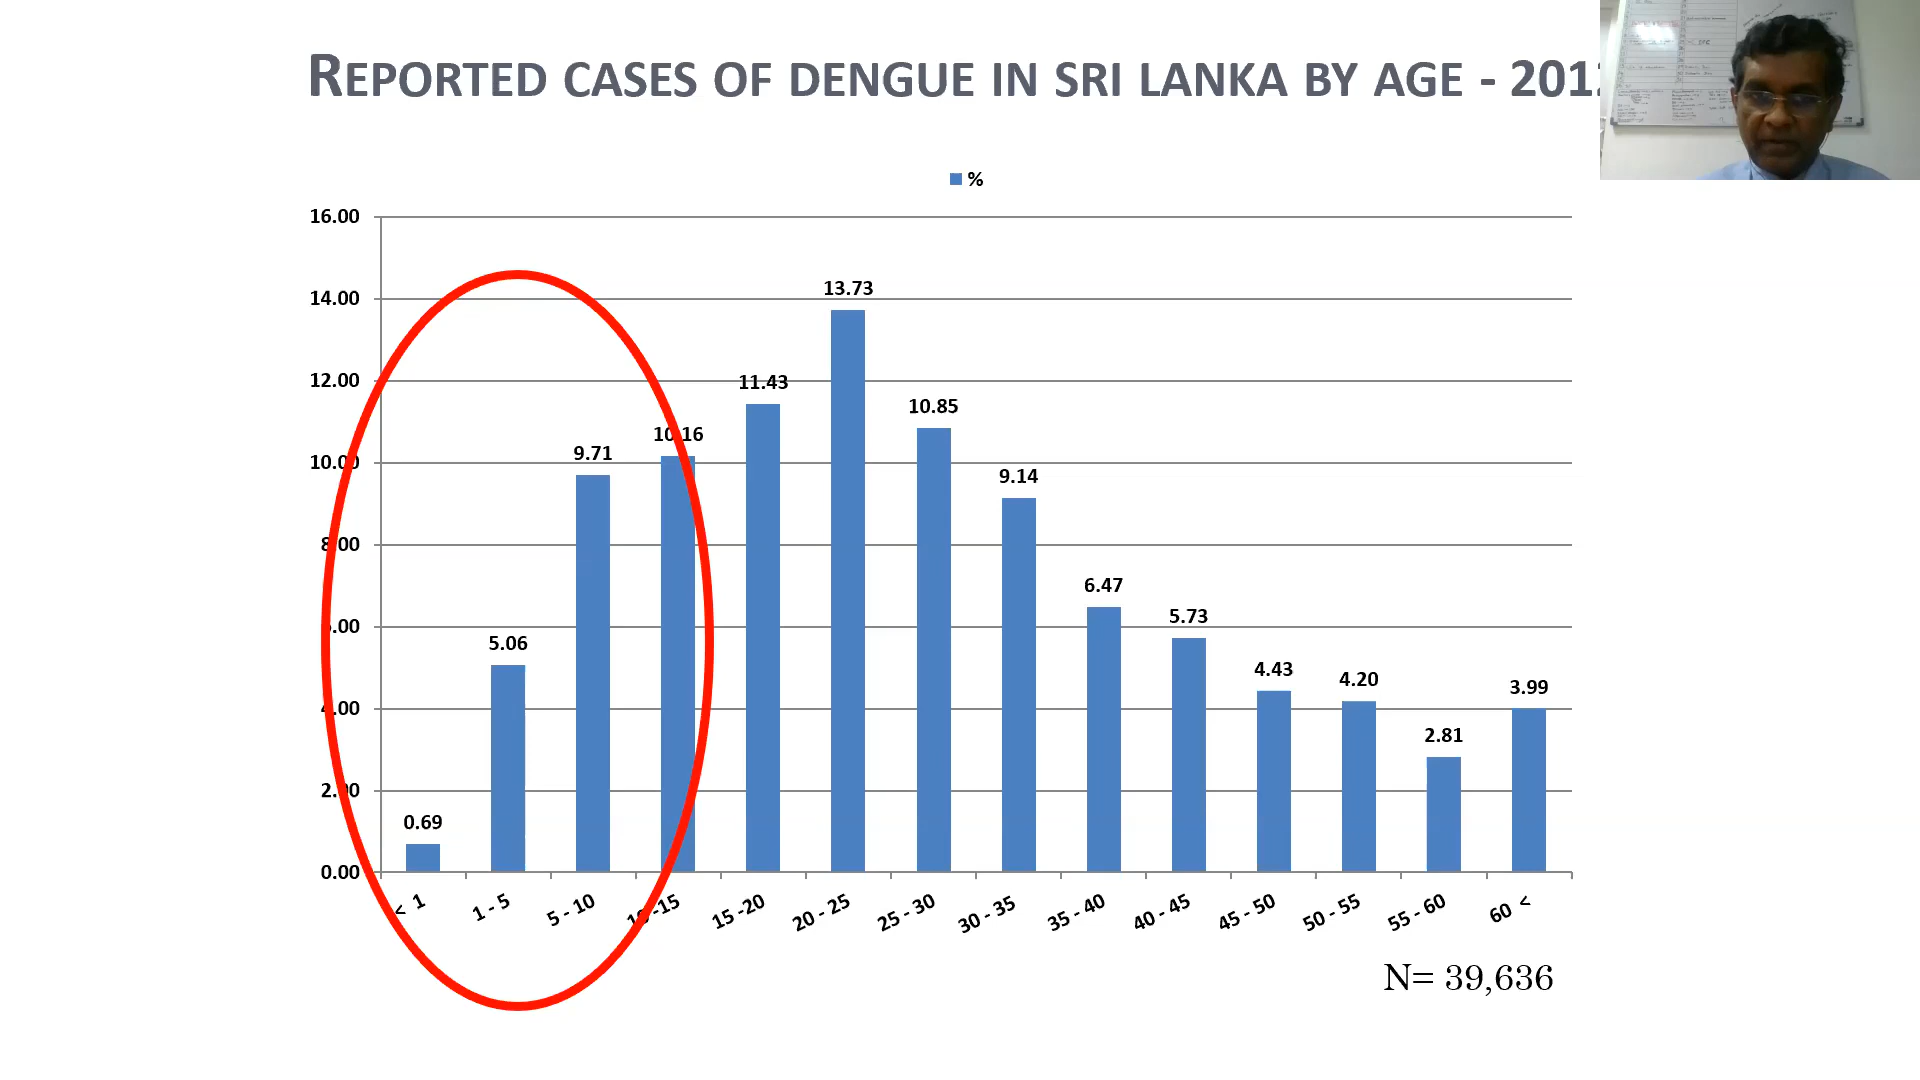 REPORTED CASES OF DENGUE IN SRI LANKA BY AGE - 201
%
16.00
14.00
12.00
10.00
8.00
6.00
4.00
2.00
0.00
0.69
5.06
9.71
10.16
11.43
13.73
10.85
9.14
6.47
5.73
4.43
4.20
2.81
3.99
< 1
1 - 5
5 - 10
10 -15
15 -20
20 - 25
25 - 30
30 - 35
35 - 40
40 - 45
45 - 50
50 - 55
55 - 60
60 <
N= 39,636